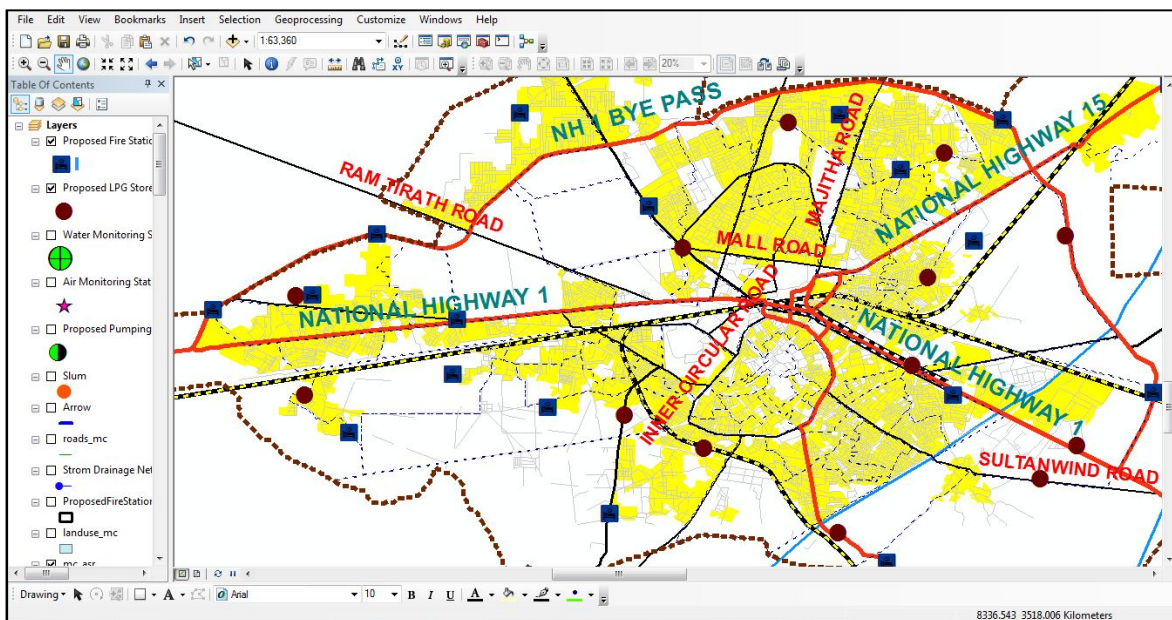 File Edit View Bookmarks Insert Selection Geoprocessing Customize Windows Help
1:63,360
20%
Table Of Contents
Layers
Proposed Fire Static
Proposed LPG Store
Water Monitoring S
Air Monitoring Stat
Proposed Pumping
Slum
Arrow
roads_mc
Strom Drainage Net
ProposedFireStation
landuse_mc
mc_asr
NH 1 BYE PASS
MAJITHA ROAD
NATIONAL HIGHWAY 15
RAM TIRATH ROAD
MALL ROAD
NATIONAL HIGHWAY 1
INNER CIRCULAR ROAD
NATIONAL HIGHWAY 1
SULTANWIND ROAD
Drawing Arial 10 B I U A
8336.543 3518.006 Kilometers